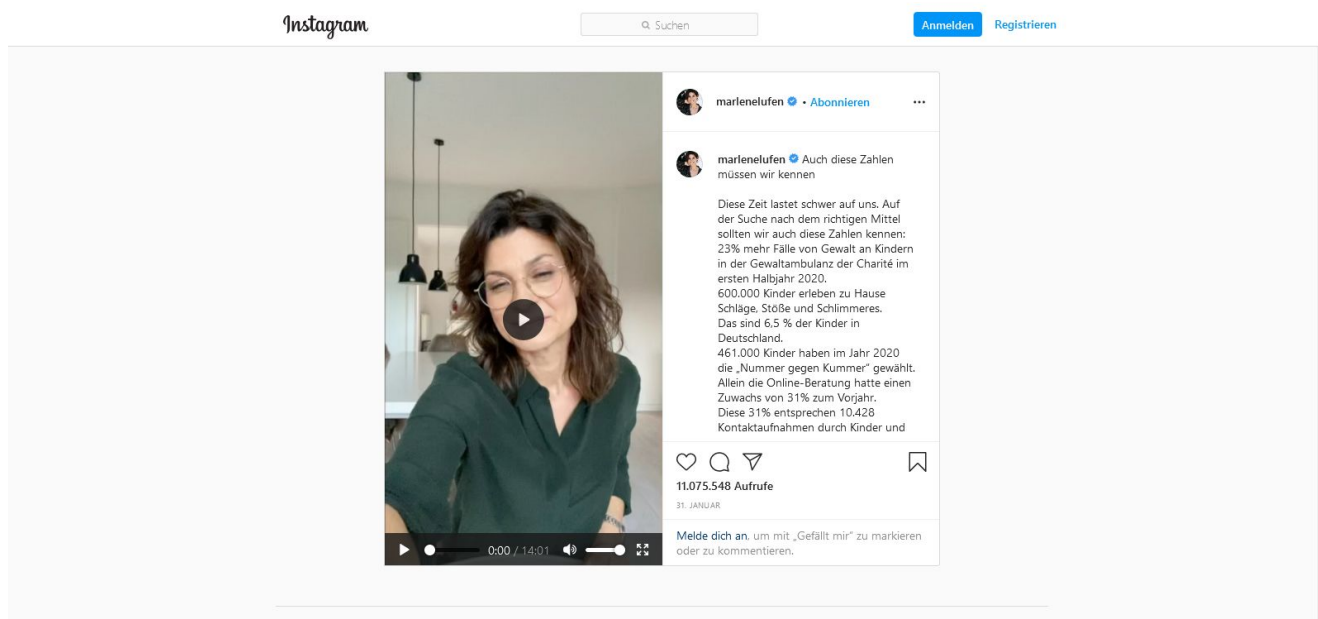 Instagram
Suchen
Anmelden
Registrieren
marlenelufen • Abonnieren
marlenelufen Auch diese Zahlen
müssen wir kennen
Diese Zeit lastet schwer auf uns. Auf
der Suche nach dem richtigen Mittel
sollten wir auch diese Zahlen kennen:
23% mehr Fälle von Gewalt an Kindern
in der Gewaltambulanz der Charité im
ersten Halbjahr 2020.
600.000 Kinder erleben zu Hause
Schläge, Stöße und Schlimmeres.
Das sind 6,5 % der Kinder in
Deutschland.
461.000 Kinder haben im Jahr 2020
die „Nummer gegen Kummer“ gewählt.
Allein die Online-Beratung hatte einen
Zuwachs von 31% zum Vorjahr.
Diese 31% entsprechen 10.428
Kontaktaufnahmen durch Kinder und
11.075.548 Aufrufe
31. JANUAR
Melde dich an, um mit „Gefällt mir“ zu markieren
oder zu kommentieren.
0:00 / 14:01